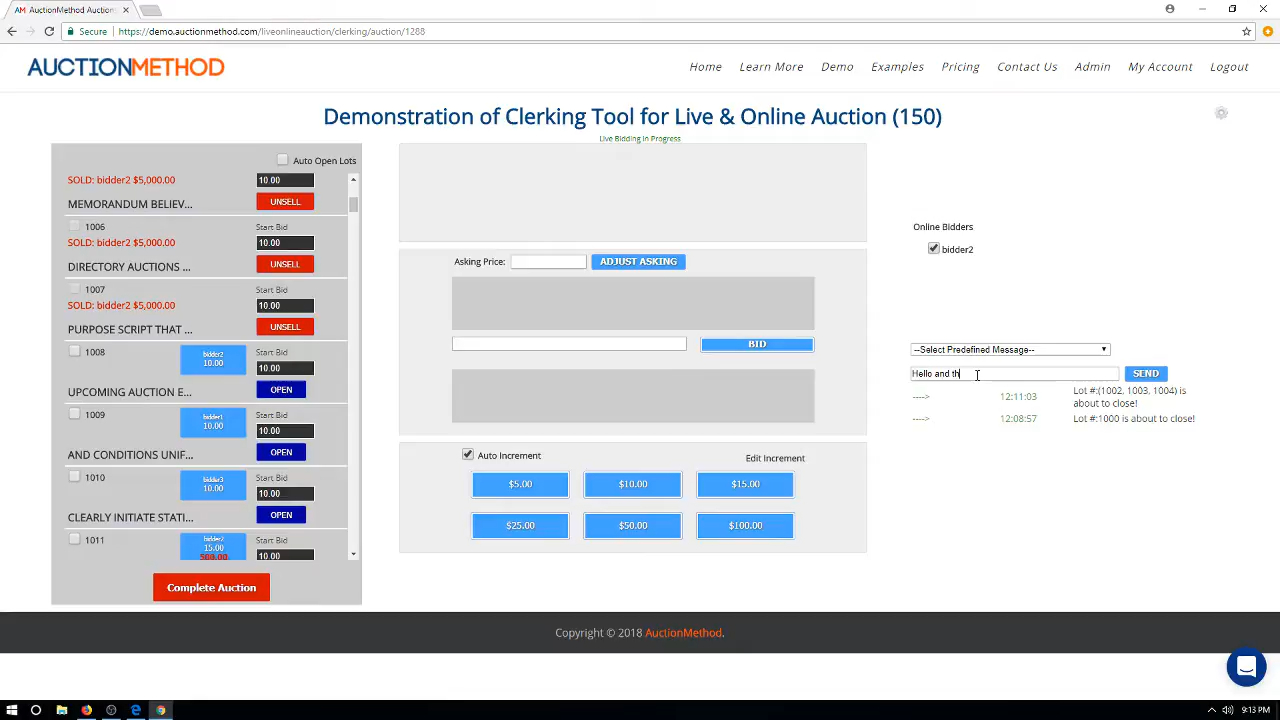 AM AuctionMethod Auction
Secure
https://demo.auctionmethod.com/liveonlineauction/clerking/auction/1288
AUCTIONMETHOD
Home
Learn More
Demo
Examples
Pricing
Contact Us
Admin
My Account
Logout
Demonstration of Clerking Tool for Live & Online Auction (150)
Live Bidding In Progress
Auto Open Lots
SOLD: bidder2 $5,000.00
10.00
MEMORANDUM BELIEV...
UNSELL
1006
Start Bid
SOLD: bidder2 $5,000.00
10.00
DIRECTORY AUCTIONS ...
UNSELL
1007
Start Bid
SOLD: bidder2 $5,000.00
10.00
PURPOSE SCRIPT THAT ...
UNSELL
1008
bidder2
10.00
Start Bid
10.00
UPCOMING AUCTION E...
OPEN
1009
bidder1
10.00
Start Bid
10.00
AND CONDITIONS UNIF...
OPEN
1010
bidder3
10.00
Start Bid
10.00
CLEARLY INITIATE STATI...
OPEN
1011
bidder2
15.00
500.00
Start Bid
10.00
Complete Auction
Asking Price:
ADJUST ASKING
BID
Auto Increment
Edit Increment
$5.00
$10.00
$15.00
$25.00
$50.00
$100.00
Online Bidders
bidder2
--Select Predefined Message--
Hello and th
SEND
---->
12:11:03
Lot #:(1002, 1003, 1004) is
about to close!
---->
12:08:57
Lot #:1000 is about to close!
Copyright © 2018 AuctionMethod.
9:13 PM